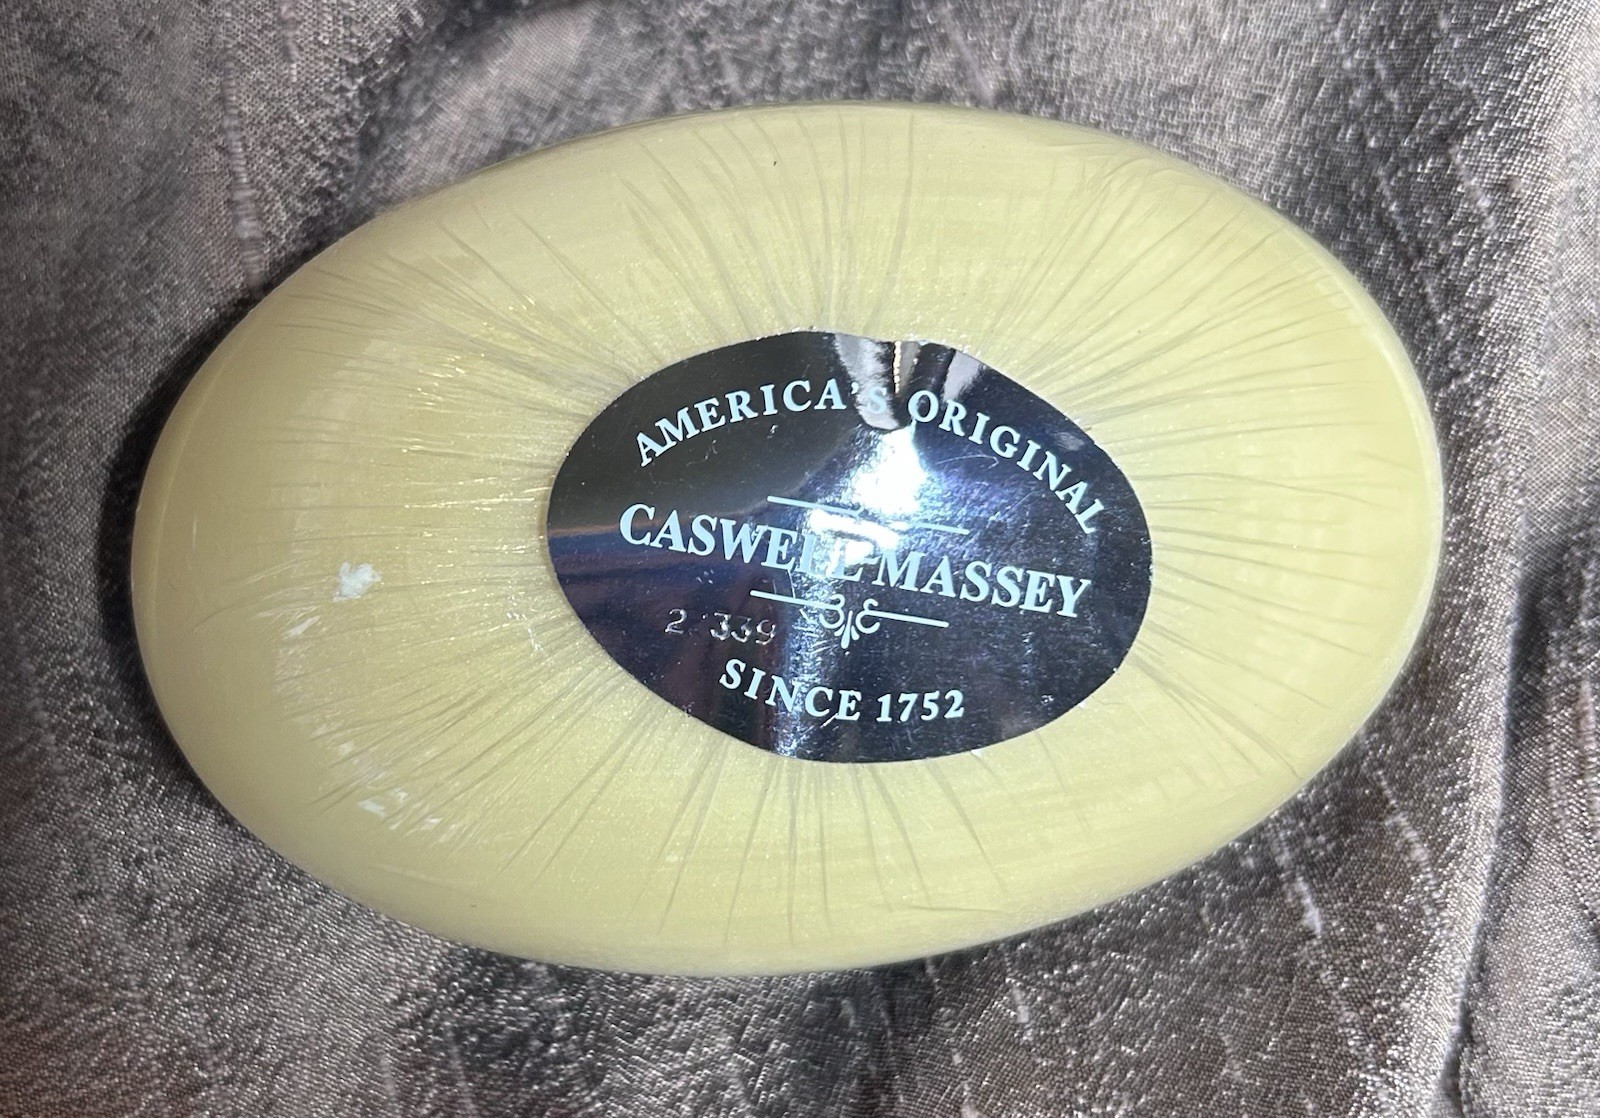 AMERICA'S ORIGINAL
CASWELL-MASSEY
2 339
SINCE 1752